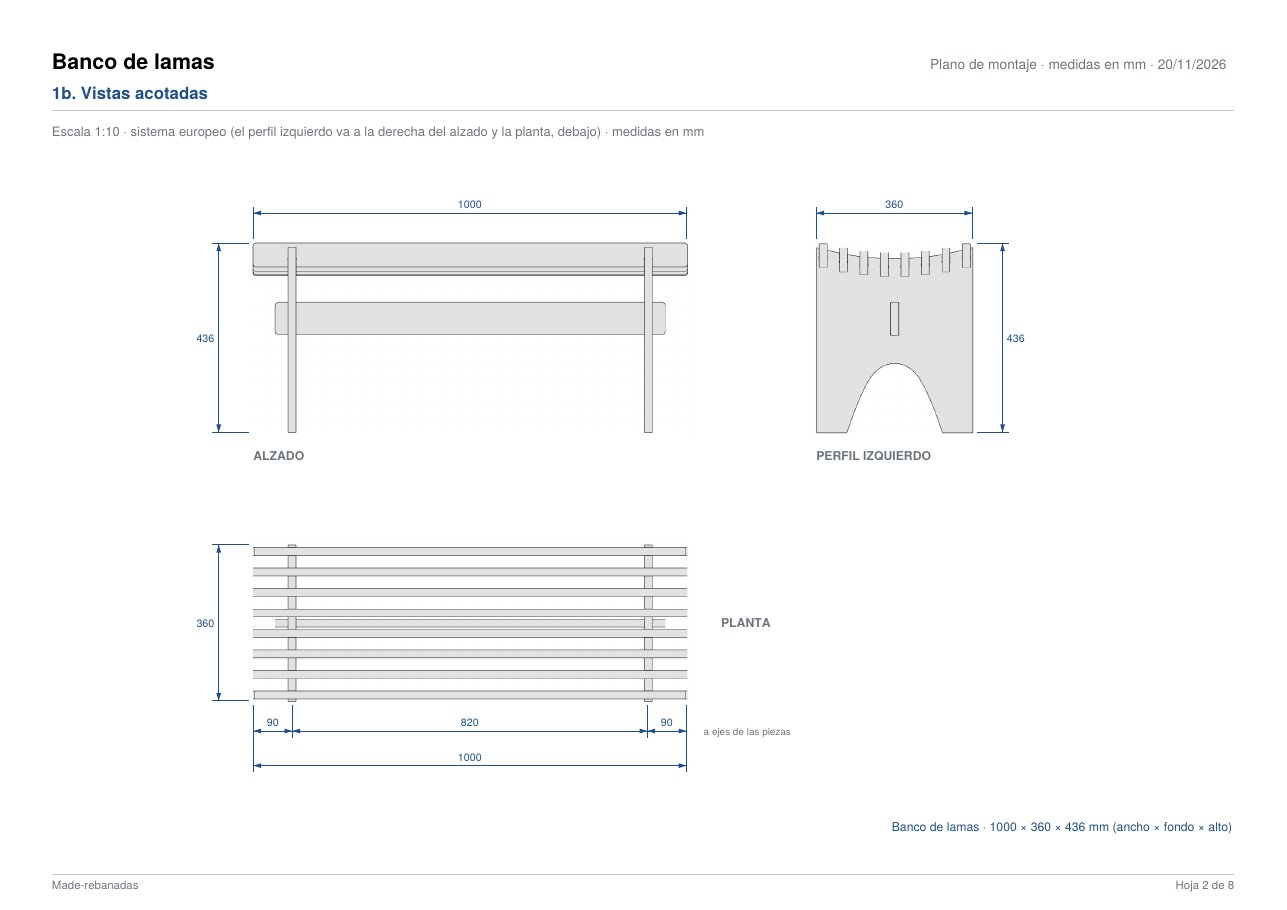 Banco de lamas
Plano de montaje · medidas en mm · 20/11/2026
1b. Vistas acotadas
Escala 1:10 · sistema europeo (el perfil izquierdo va a la derecha del alzado y la planta, debajo) · medidas en mm
1000
360
436
436
ALZADO
PERFIL IZQUIERDO
360
PLANTA
90
820
90
a ejes de las piezas
1000
Banco de lamas · 1000 × 360 × 436 mm (ancho × fondo × alto)
Made-rebanadas
Hoja 2 de 8